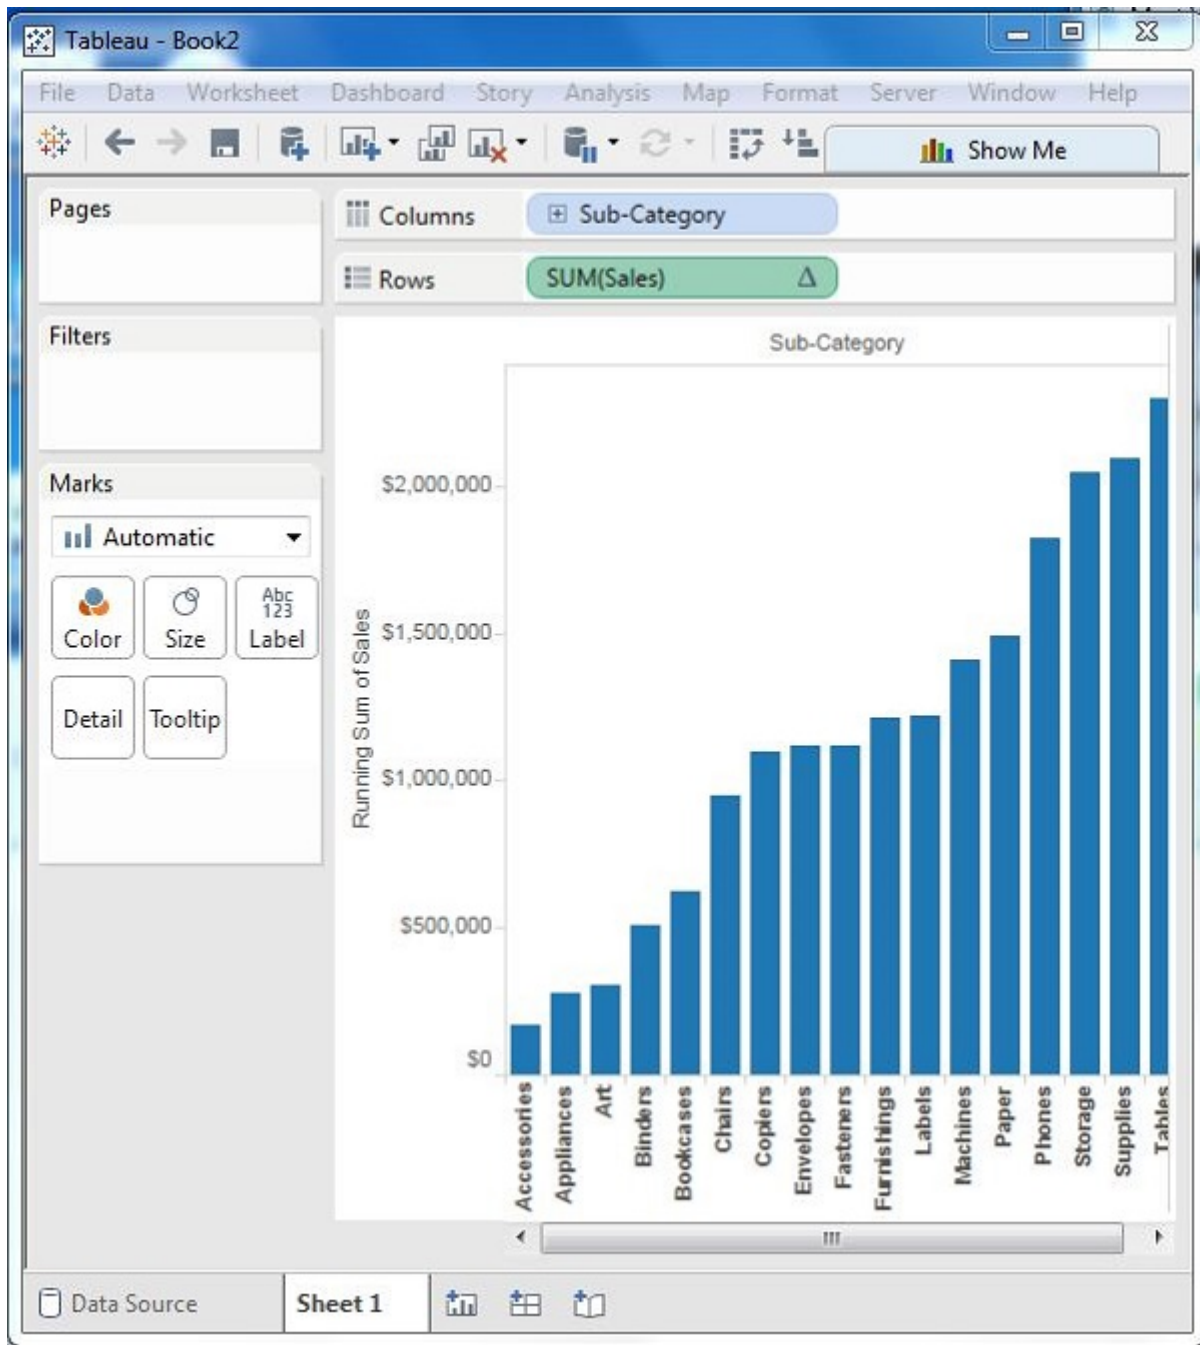 Tableau - Book2
File Data Worksheet Dashboard Story Analysis Map Format Server Window Help
Show Me
Pages
Columns
Sub-Category
Rows
SUM(Sales) Δ
Filters
Marks
Automatic
Color
Size
Abc
123
Label
Detail
Tooltip
Sub-Category
Running Sum of Sales
$2,000,000
$1,500,000
$1,000,000
$500,000
$0
Accessories
Appliances
Art
Binders
Bookcases
Chairs
Copiers
Envelopes
Fasteners
Furnishings
Labels
Machines
Paper
Phones
Storage
Supplies
Tables
Data Source
Sheet 1